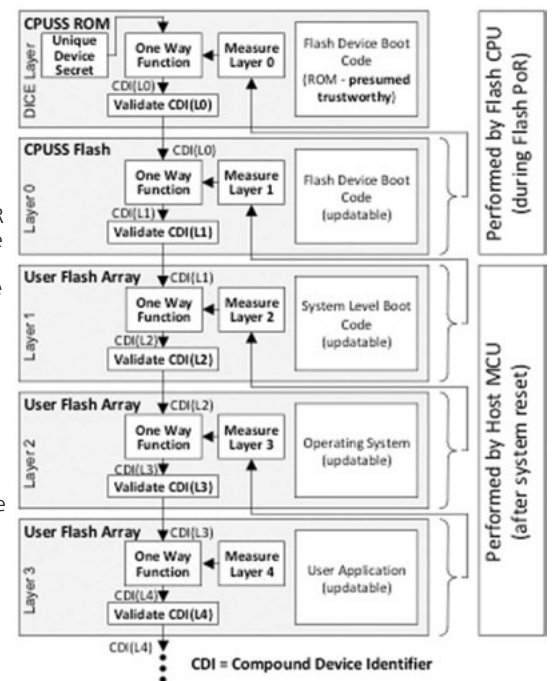 CPUSS ROM
DICE Layer
Unique
Device
Secret
One Way
Function
Measure
Layer 0
Flash Device Boot
Code
{ROM - presumed
trustworthy}
CDI(L0)
Validate CDI(L0)
CPUSS Flash
Layer 0
CDI(L0)
One Way
Function
Measure
Layer 1
Flash Device Boot
Code
(updatable)
CDI(L1)
Validate CDI(L1)
User Flash Array
Layer 1
CDI(L1)
One Way
Function
Measure
Layer 2
System Level Boot
Code
(updatable)
CDI(L2)
Validate CDI(L2)
User Flash Array
Layer 2
CDI(L2)
One Way
Function
Measure
Layer 3
Operating System
(updatable)
CDI(L3)
Validate CDI(L3)
User Flash Array
Layer 3
CDI(L3)
One Way
Function
Measure
Layer 4
User Application
(updatable)
CDI(L4)
Validate CDI(L4)
CDI(L4)
CDI = Compound Device Identifier
Performed by Flash CPU
(during Flash PoR)
Performed by Host MCU
(after system reset)